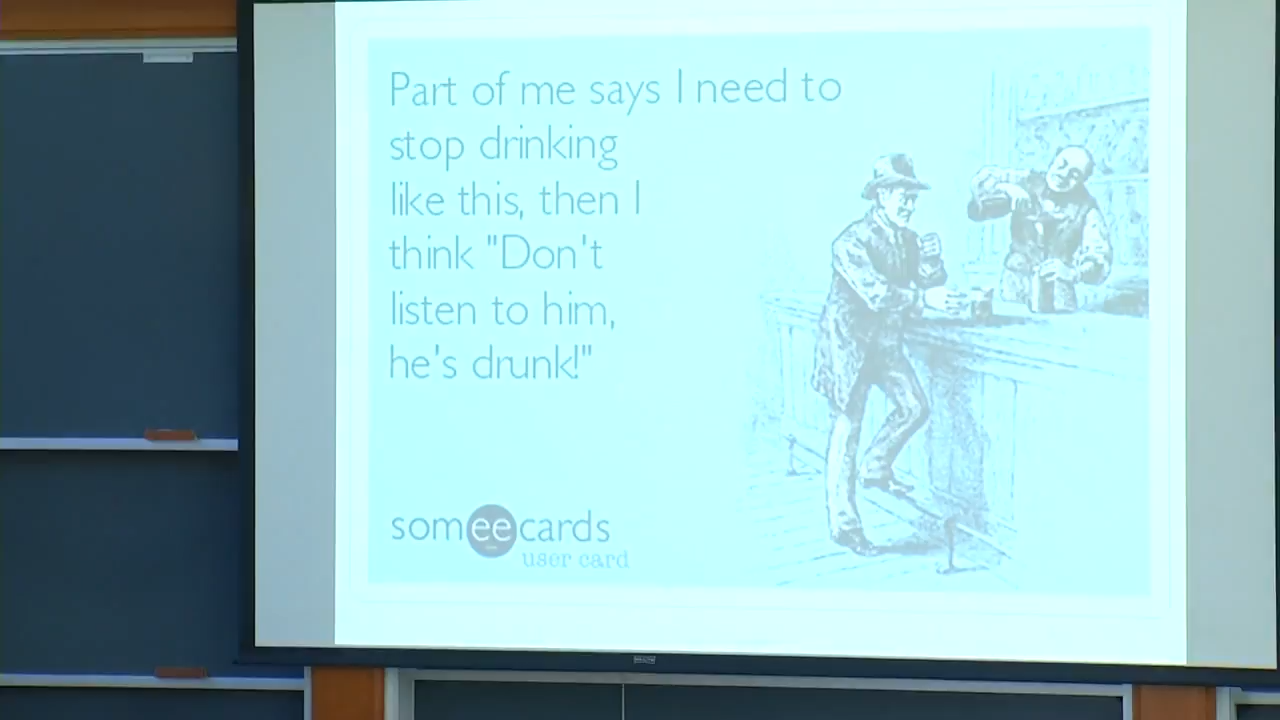 Part of me says I need to
stop drinking
like this, then I
think "Don't
listen to him,
he's drunk!"
someecards
user card